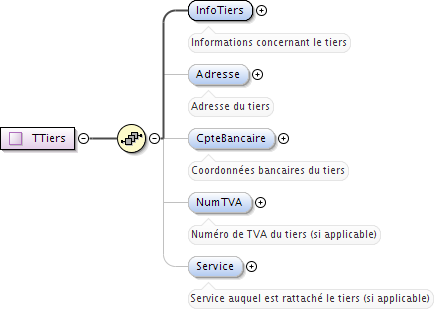 InfoTiers
Informations concernant le tiers
Adresse
Adresse du tiers
TTiers
CpteBancaire
Coordonnées bancaires du tiers
NumTVA
Numéro de TVA du tiers (si applicable)
Service
Service auquel est rattaché le tiers (si applicable)